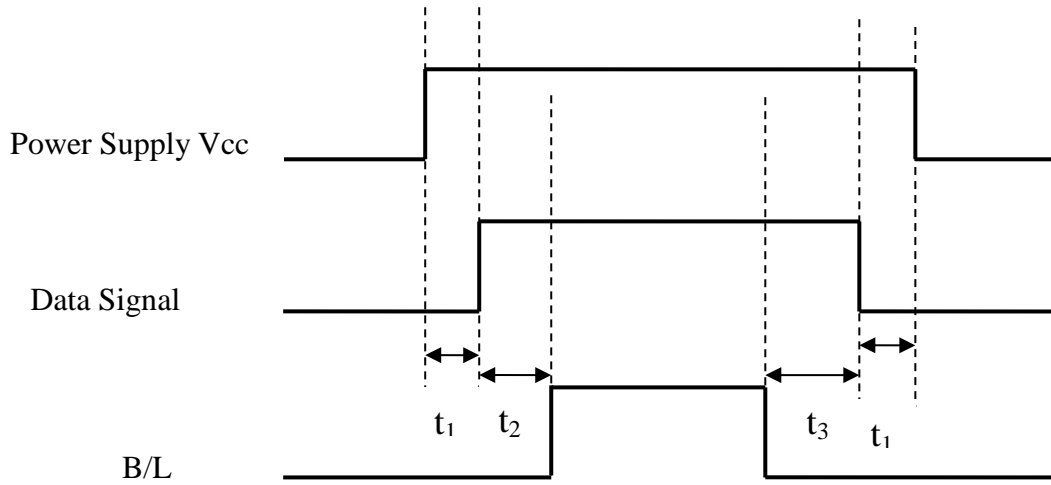 Power Supply Vcc
Data Signal
t₁ t₂ t₃ t₁
B/L